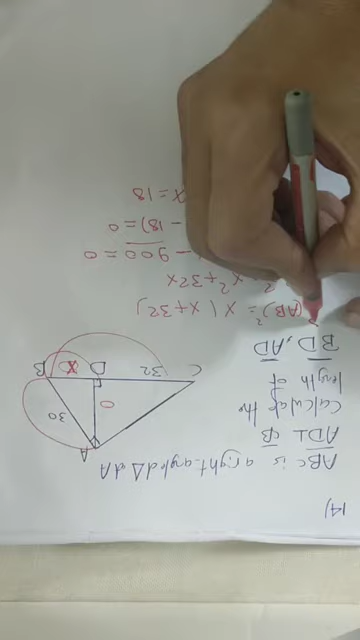 14)
ABC is a right angled Δ at A
AD⊥ CB
Calculate the
length of
BD, AD
A
B
C
D
30
32
X
(AB)² = X (X+32)
² X²+32X
- 900 = 0
- 18) = 0
X = 18